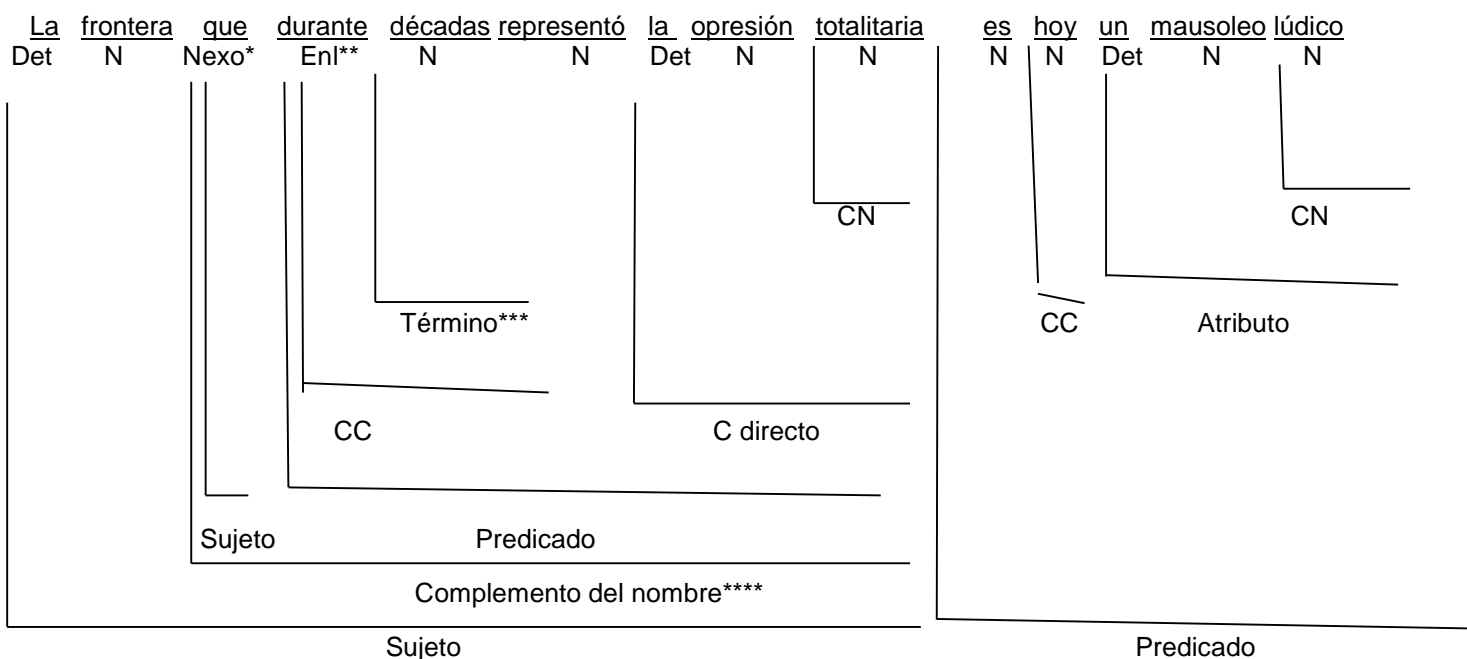 La frontera que durante décadas representó la opresión totalitaria es hoy un mausoleo lúdico
Det N Nexo* Enl** N N Det N N N N Det N N
CN CN
Término*** CC Atributo
CC C directo
Sujeto Predicado
Complemento del nombre****
Sujeto Predicado